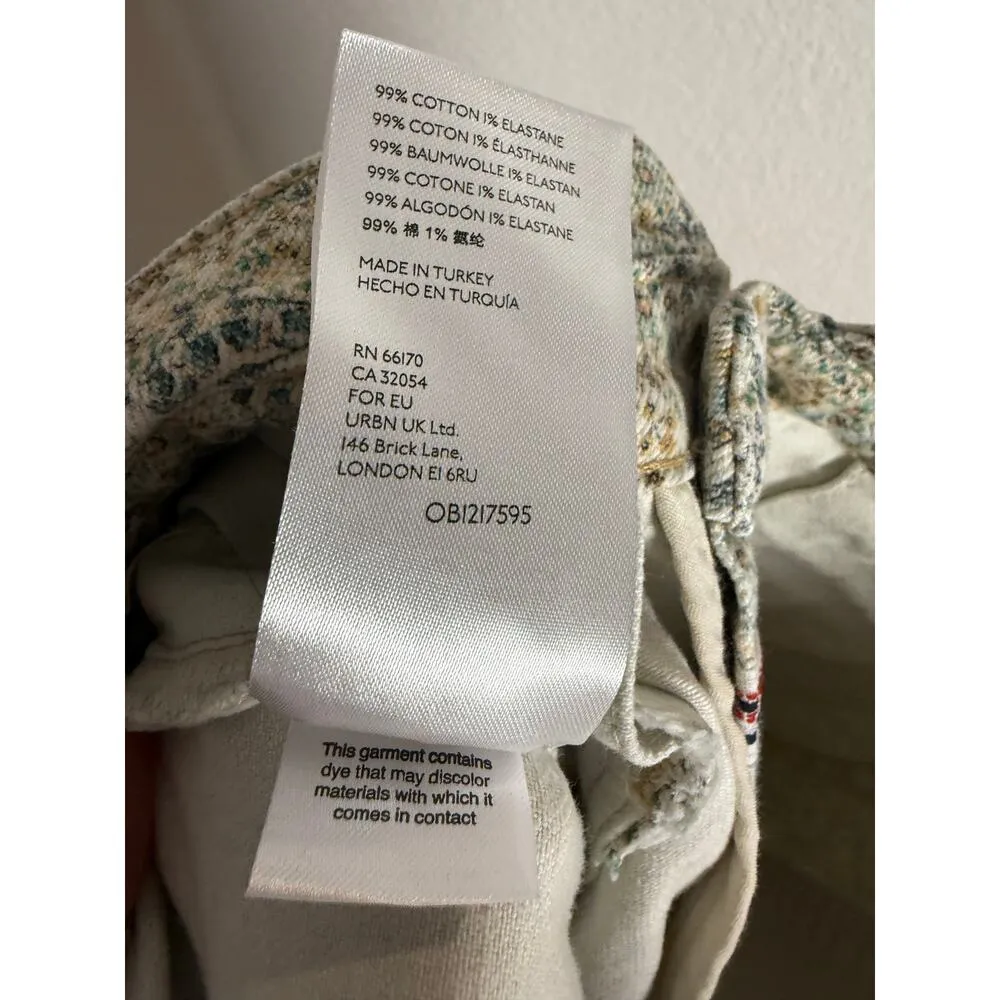 99% COTTON 1% ELASTANE
99% COTON 1% ÉLASTHANNE
99% BAUMWOLLE 1% ELASTAN
99% COTONE 1% ELASTAN
99% ALGODÓN 1% ELASTANE
99% 棉 1% 氨纶
MADE IN TURKEY
HECHO EN TURQUÍA
RN 66170
CA 32054
FOR EU
URBN UK Ltd.
146 Brick Lane,
LONDON E1 6RU
OB1217595
This garment contains
dye that may discolor
materials with which it
comes in contact